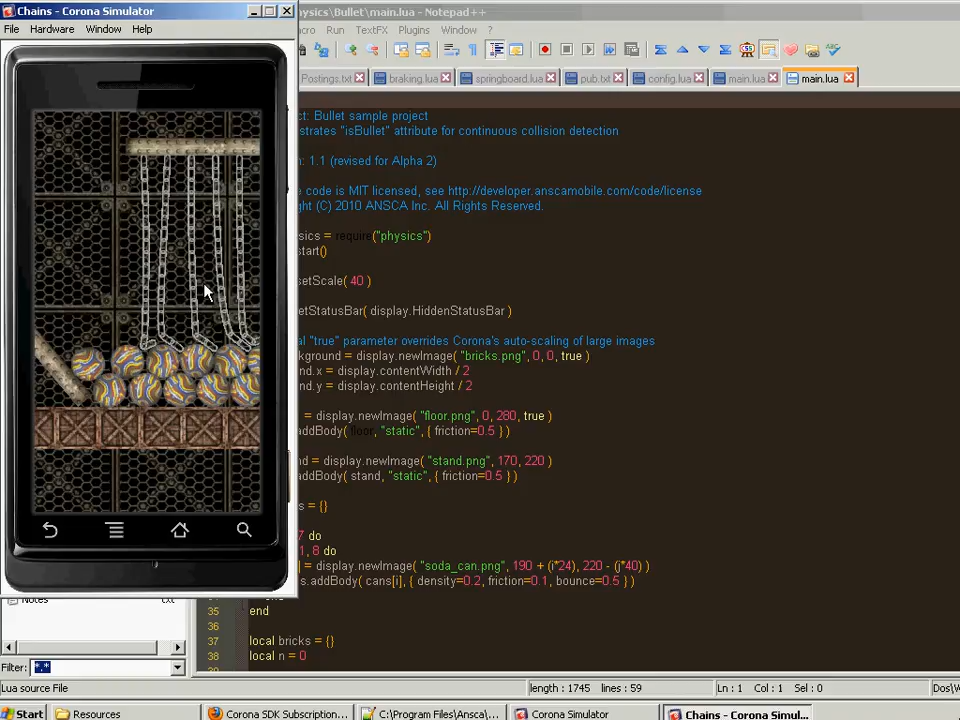 Chains - Corona Simulator
File Hardware Window Help
hysics\Bullet\main.lua - Notepad++
acro Run TextFX Plugins Window ?
Postings.txt braking.lua springboard.lua pub.txt config.lua main.lua main.lua
ct: Bullet sample project
strates "isBullet" attribute for continuous collision detection
n: 1.1 (revised for Alpha 2)
e code is MIT licensed, see http://developer.anscamobile.com/code/license
ght (C) 2010 ANSCA Inc. All Rights Reserved.
sics = require("physics")
start()
setScale( 40 )
etStatusBar( display.HiddenStatusBar )
al "true" parameter overrides Corona's auto-scaling of large images
kground = display.newImage( "bricks.png", 0, 0, true )
nd.x = display.contentWidth / 2
nd.y = display.contentHeight / 2
= display.newImage( "floor.png", 0, 280, true )
addBody( floor, "static", { friction=0.5 } )
nd = display.newImage( "stand.png", 170, 220 )
addBody( stand, "static", { friction=0.5 } )
s = {}
7 do
1, 8 do
] = display.newImage( "soda_can.png", 190 + (i*24), 220 - (j*40) )
s.addBody( cans[i], { density=0.2, friction=0.1, bounce=0.5 } )
35 end
36
37 local bricks = {}
38 local n = 0
Notes txt
Filter: *.*
Lua source File length : 1745 lines : 59 Ln : 1 Col : 1 Sel : 0 Dos\W
Start Resources Corona SDK Subscription... C:\Program Files\Ansca/... Corona Simulator Chains - Corona Simul...